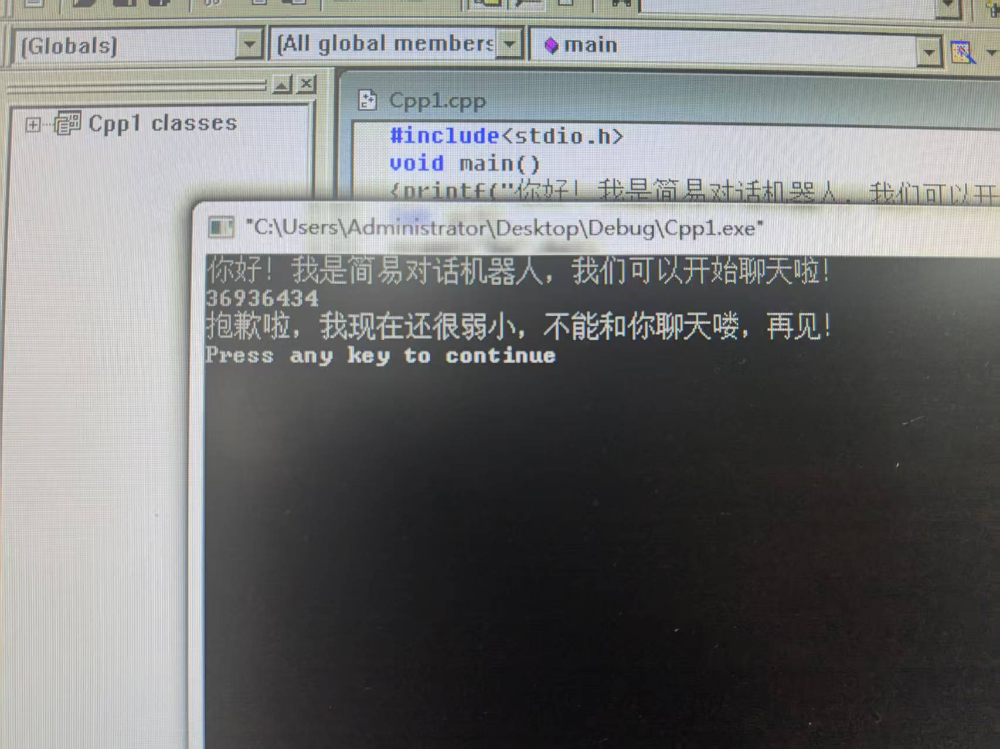 (Globals)
(All global members
main
Cpp1 classes
Cpp1.cpp
#include<stdio.h>
void main()
{printf("你好！我是简易对话机器人，我们可以开
"C:\Users\Administrator\Desktop\Debug\Cpp1.exe"
你好！我是简易对话机器人，我们可以开始聊天啦！
36936434
抱歉啦，我现在还很弱小，不能和你聊天喽，再见！
Press any key to continue